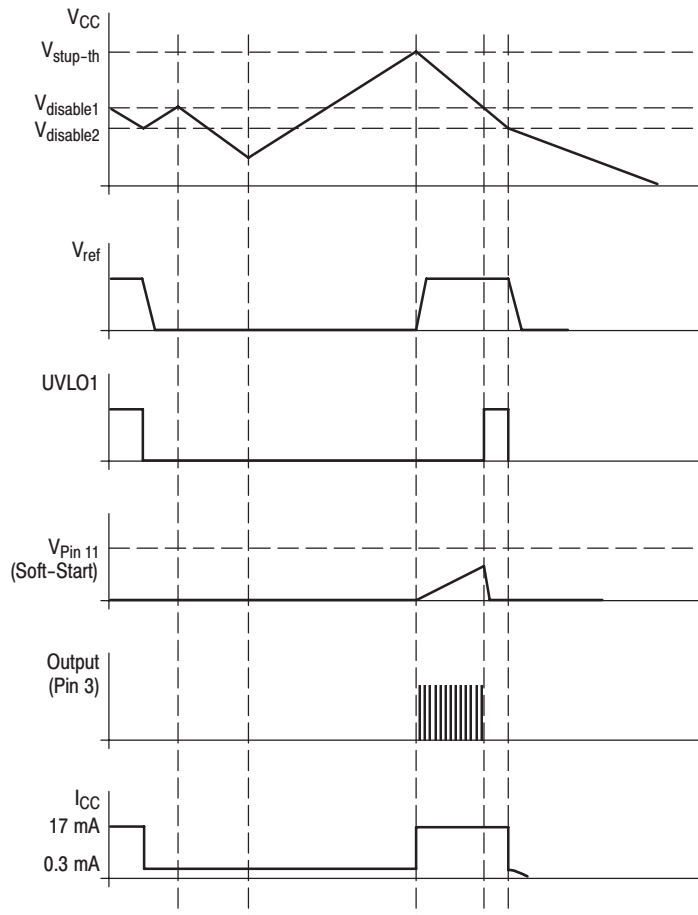 VCC
Vstup-th
Vdisable1
Vdisable2
Vref
UVLO1
VPin 11
(Soft-Start)
Output
(Pin 3)
ICC
17 mA
0.3 mA